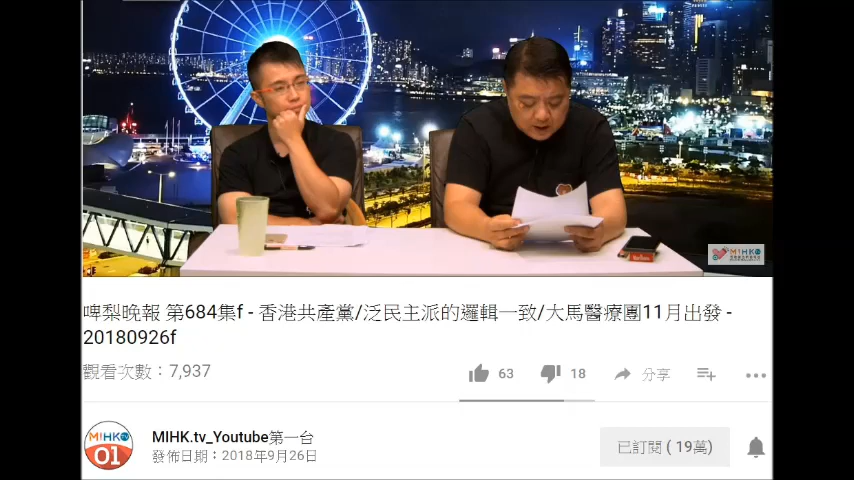 MIHK
啤梨晚報 第684集f - 香港共產黨/泛民主派的邏輯一致/大馬醫療團11月出發 -
20180926f
觀看次數：7,937
63
18
分享
MIHK.tv_Youtube第一台
發佈日期：2018年9月26日
MIHK
01
已訂閱 ( 19萬)